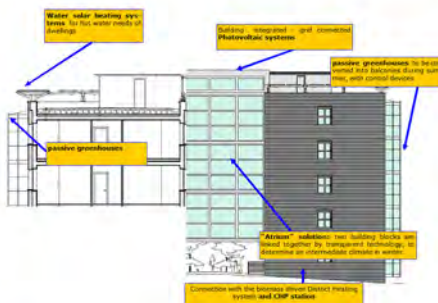 Water solar heating sys-
tems for hot water needs of
dwellings
Building integrated - grid connected
Photovoltaic systems
passive greenhouses to be con-
verted into balconies during sum-
mer, with control devices
passive greenhouses
"Atrium" solution: two building blocks are
linked together by transparent technology, to
determine an intermediate climate in winter.
Connection with the biomass driven District Heating
system and CHP station